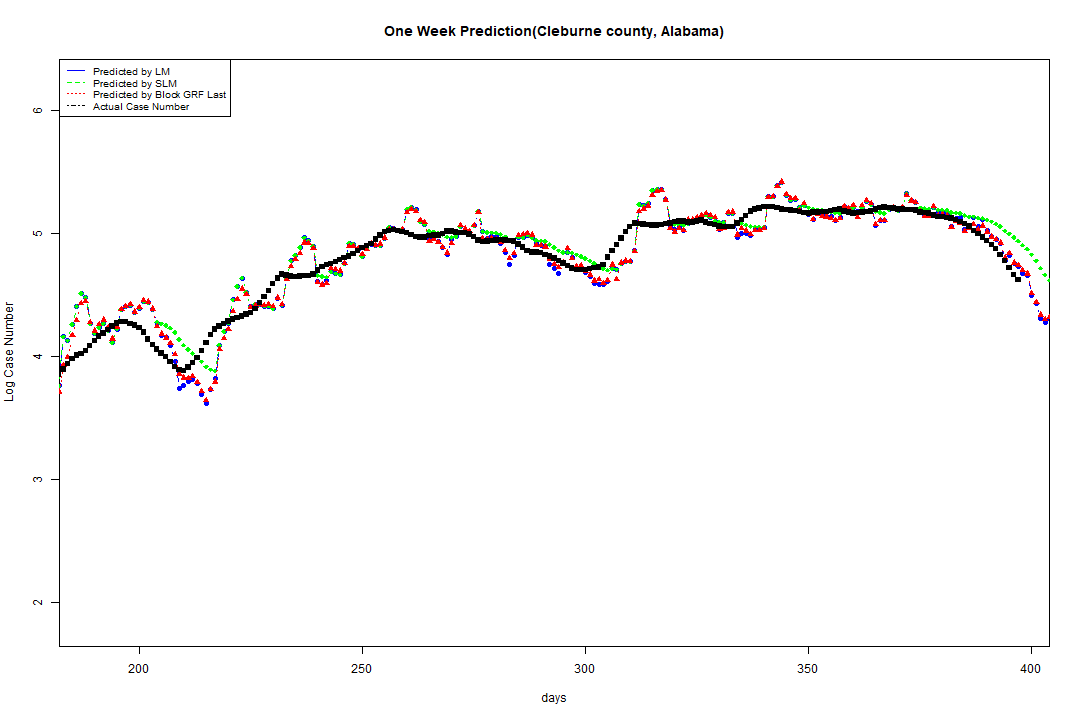 One Week Prediction(Cleburne county, Alabama)
Predicted by LM
Predicted by SLM
Predicted by Block GRF Last
Actual Case Number
Log Case Number
6
5
4
3
2
200 250 300 350 400
days